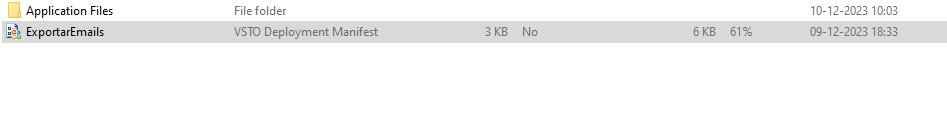 Application Files File folder 10-12-2023 10:03
ExportarEmails VSTO Deployment Manifest 3 KB No 6 KB 61% 09-12-2023 18:33